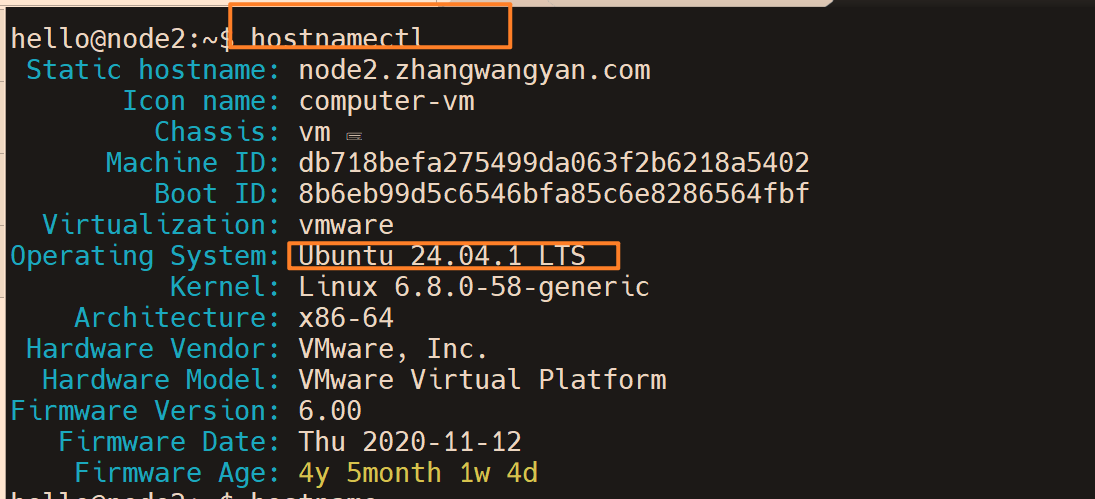 hello@node2:~$ hostnamectl
Static hostname: node2.zhangwangyan.com
Icon name: computer-vm
Chassis: vm 🖴
Machine ID: db718befa275499da063f2b6218a5402
Boot ID: 8b6eb99d5c6546bfa85c6e8286564fbf
Virtualization: vmware
Operating System: Ubuntu 24.04.1 LTS
Kernel: Linux 6.8.0-58-generic
Architecture: x86-64
Hardware Vendor: VMware, Inc.
Hardware Model: VMware Virtual Platform
Firmware Version: 6.00
Firmware Date: Thu 2020-11-12
Firmware Age: 4y 5month 1w 4d
hello@node2:~$ hostname